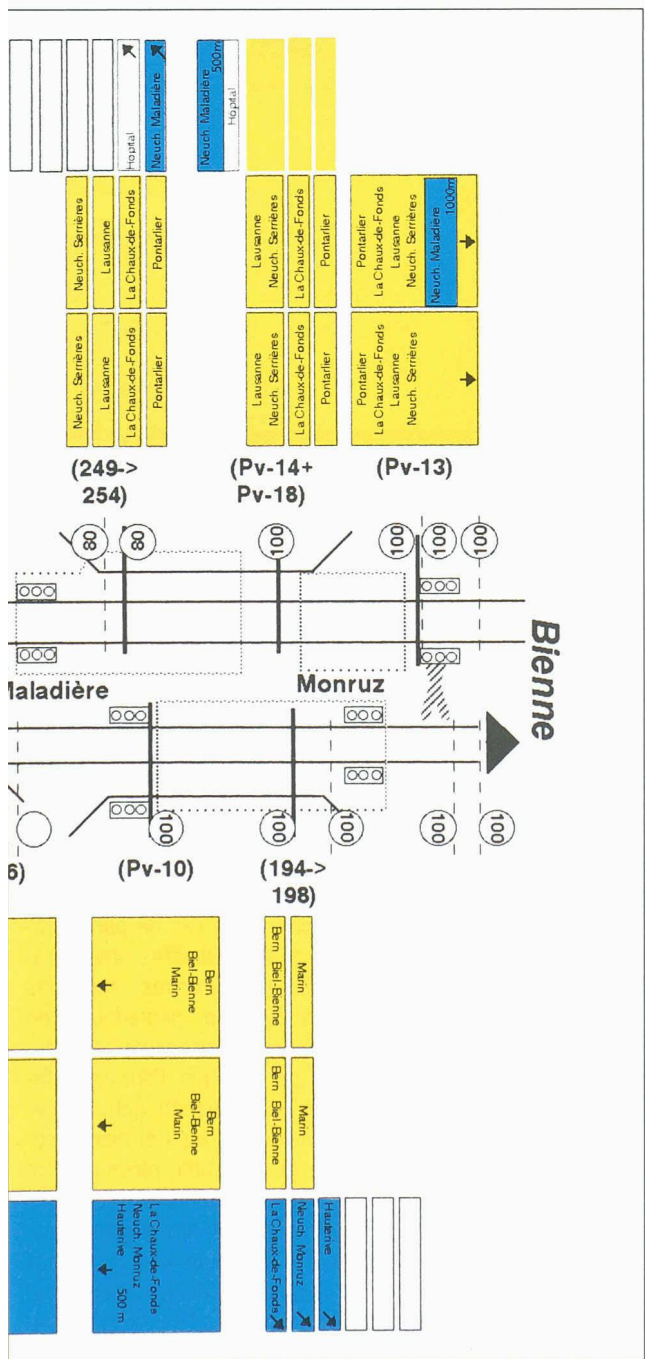 Hopital
Neuch. Maladière
Neuch. Maladière
500m
Hopital
Neuch. Serrières
Lausanne
La Chaux-de-Fonds
Pontarlier
Lausanne
Neuch. Serrières
La Chaux-de-Fonds
Pontarlier
Pontarlier
La Chaux-de-Fonds
Lausanne
Neuch. Serrières
Neuch. Maladière
1000m
Neuch. Serrières
Lausanne
La Chaux-de-Fonds
Pontarlier
Lausanne
Neuch. Serrières
La Chaux-de-Fonds
Pontarlier
Pontarlier
La Chaux-de-Fonds
Lausanne
Neuch. Serrières
(249->
254)
(Pv-14+
Pv-18)
(Pv-13)
80
80
100
100
100
100
Bienne
Maladière
Monruz
100
100
100
100
100
6)
(Pv-10)
(194->
198)
Bern
Biel-Bienne
Marin
Bern Biel-Bienne
Marin
Bern
Biel-Bienne
Marin
Bern Biel-Bienne
Marin
La Chaux-de-Fonds
Neuch. Monruz
Hauterive 500 m
La Chaux-de-Fonds
Neuch. Monruz
Hauterive